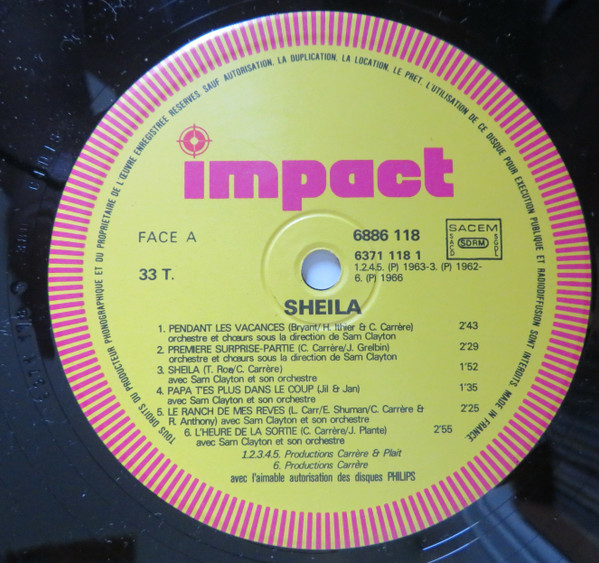 TOUS DROITS DU PRODUCTEUR PHONOGRAPHIQUE ET DU PROPRIETAIRE DE L'ŒUVRE ENREGISTREE RESERVES. SAUF AUTORISATION, LA DUPLICATION, LA LOCATION, LE PRET, L'UTILISATION DE CE DISQUE POUR EXECUTION PUBLIQUE ET RADIODIFFUSION SONT INTERDITS. MADE IN FRANCE.
impact
FACE A
6886 118
SACEM
SACD
SDRM
SGDL
33 T.
6371 118 1
1.2.4.5. (P) 1963-3. (P) 1962-
6. (P) 1966
SHEILA
1. PENDANT LES VACANCES (Bryant/H. Ithier & C. Carrère) 2'43
orchestre et chœurs sous la direction de Sam Clayton
2. PREMIERE SURPRISE-PARTIE (C. Carrère/J. Grelbin) 2'29
orchestre et chœurs sous la direction de Sam Clayton
3. SHEILA (T. Roe/C. Carrère) 1'52
avec Sam Clayton et son orchestre
4. PAPA T'ES PLUS DANS LE COUP (Jil & Jan) 1'35
avec Sam Clayton et son orchestre
5. LE RANCH DE MES REVES (L. Carr/E. Shuman/C. Carrère & 2'25
R. Anthony) avec Sam Clayton et son orchestre
6. L'HEURE DE LA SORTIE (C. Carrère/J. Plante) 2'55
avec Sam Clayton et son orchestre
1.2.3.4.5. Productions Carrère & Plait
6. Productions Carrère
avec l'aimable autorisation des disques PHILIPS